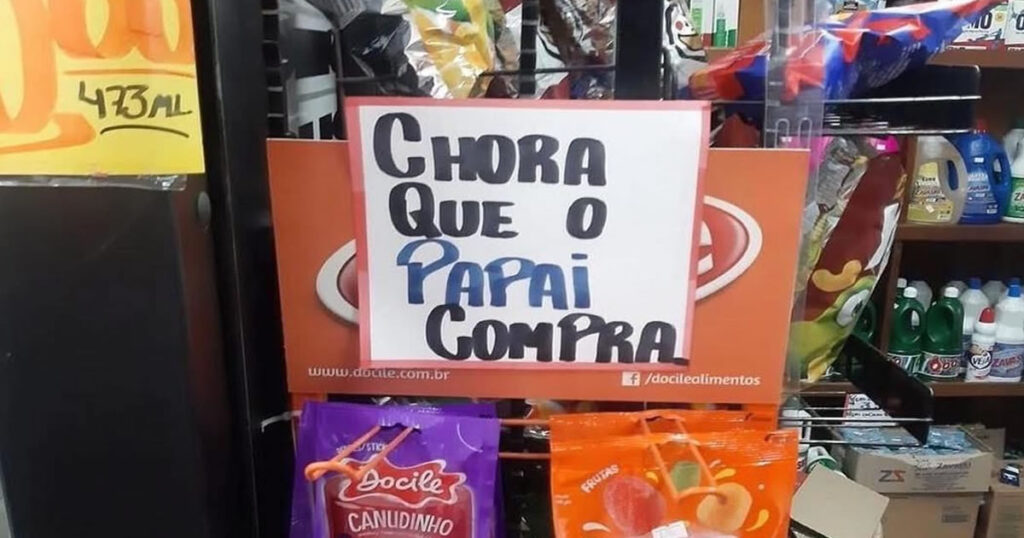 473ML
CHORA
QUE O
PAPAi
COMPRA
www.docile.com.br
/docilealimentos
Docile
CANUDINHO
FRUTAS